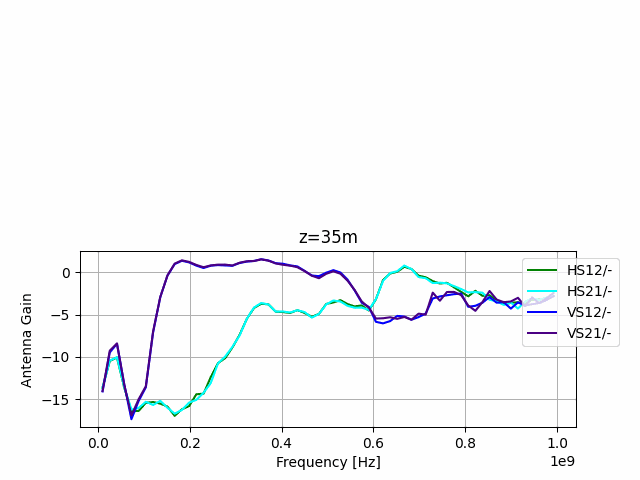 z=35m
Antenna Gain
0
−5
−10
−15
0.0
0.2
0.4
0.6
0.8
1.0
1e9
Frequency [Hz]
HS12/-
HS21/-
VS12/-
VS21/-